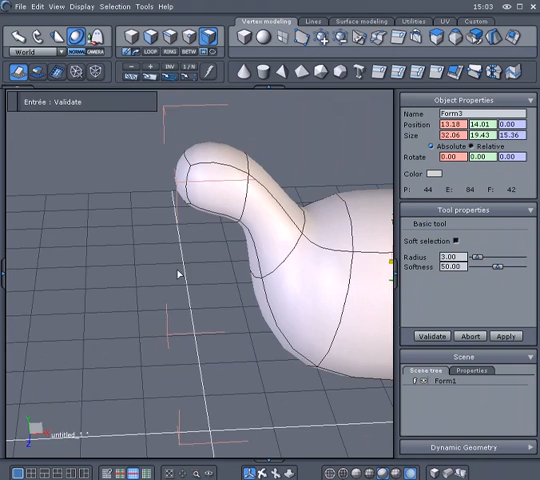 File Edit View Display Selection Tools Help 15:03
Vertex modeling Lines Surface modeling Utilities UV Custom
World NORMAL CAMERA
LOOP RING BETW
INV 1/N
Entrée : Validate
Object Properties
Name Form3
Position 13.18 14.01 0.00
Size 32.06 19.43 15.36
Absolute Relative
Rotate 0.00 0.00 0.00
Color
P: 44 E: 84 F: 42
Tool properties
Basic tool
Soft selection
Radius 3.00
Softness 50.00
Validate Abort Apply
Scene
Scene tree Properties
Form1
Dynamic Geometry
untitled_1 *